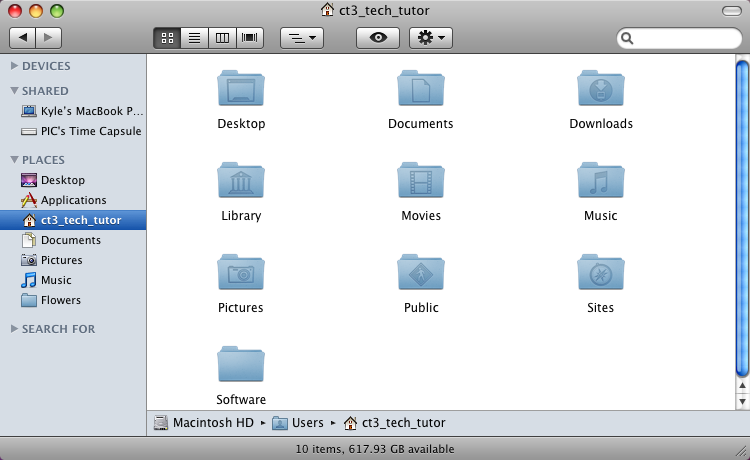 ct3_tech_tutor
DEVICES
SHARED
Kyle's MacBook P...
PIC's Time Capsule
PLACES
Desktop
Applications
ct3_tech_tutor
Documents
Pictures
Music
Flowers
SEARCH FOR
Desktop Documents Downloads
Library Movies Music
Pictures Public Sites
Software
Macintosh HD ▸ Users ▸ ct3_tech_tutor
10 items, 617.93 GB available